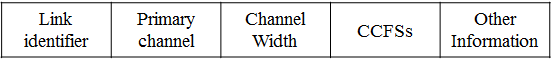 Link
identifier
Primary
channel
Channel
Width
CCFSs
Other
Information